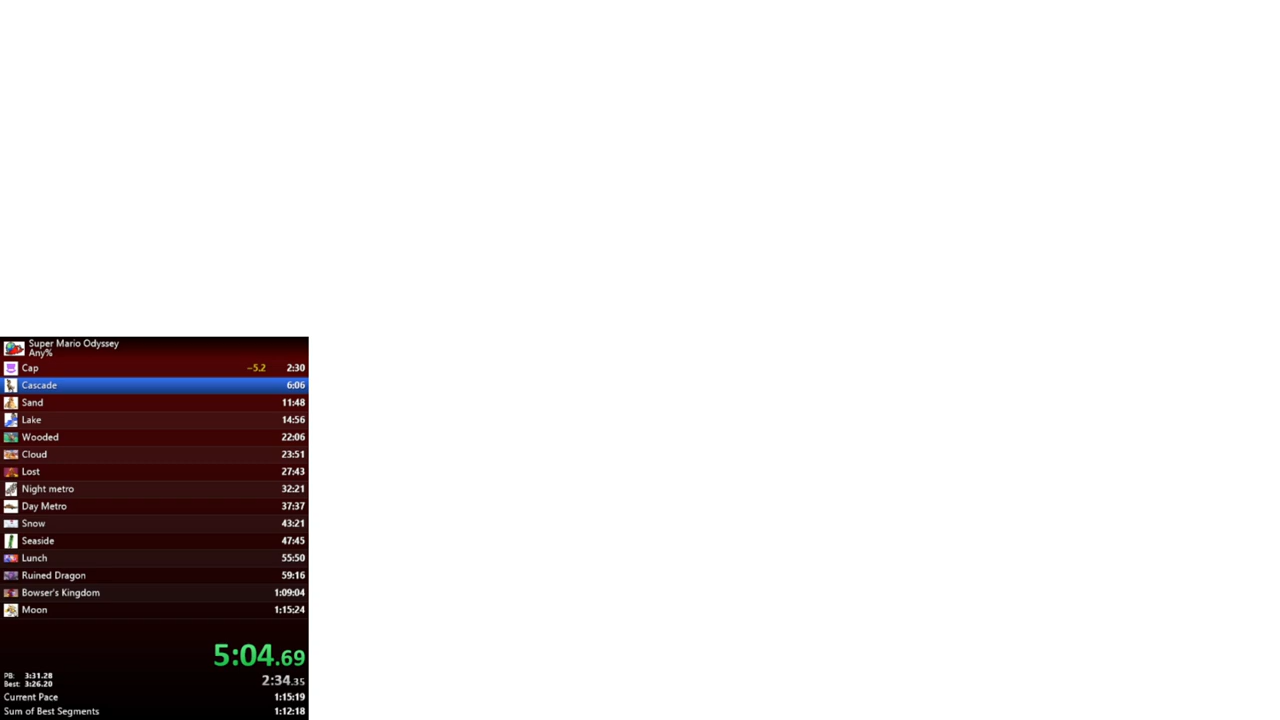 Super Mario Odyssey
Any%
Cap −5.2 2:30
Cascade 6:06
Sand 11:48
Lake 14:56
Wooded 22:06
Cloud 23:51
Lost 27:43
Night metro 32:21
Day Metro 37:37
Snow 43:21
Seaside 47:45
Lunch 55:50
Ruined Dragon 59:16
Bowser's Kingdom 1:09:04
Moon 1:15:24
5:04.69
PB: 3:31.28
Best: 3:26.20 2:34.35
Current Pace 1:15:19
Sum of Best Segments 1:12:18